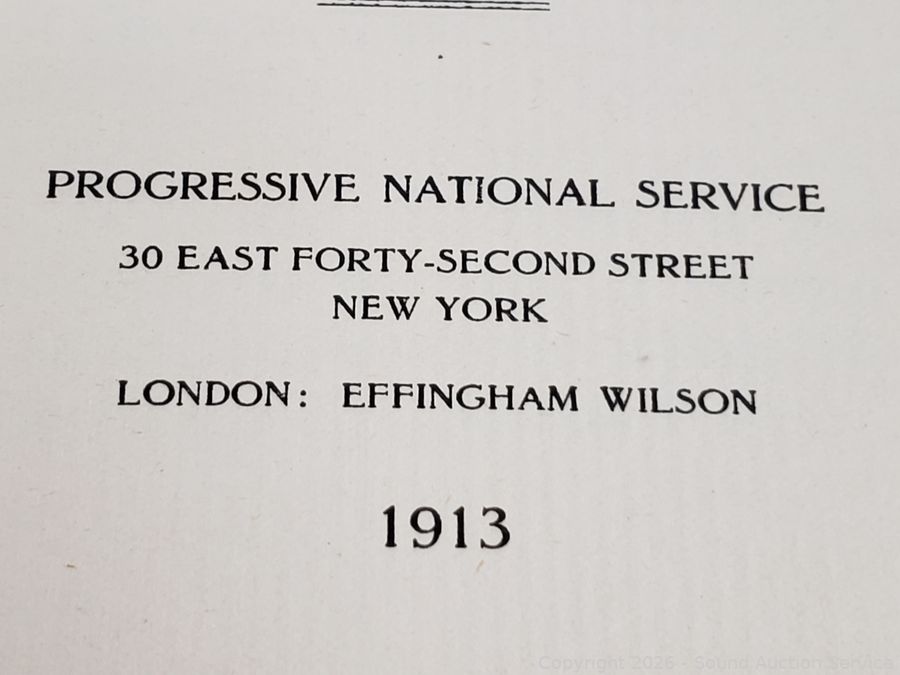 PROGRESSIVE NATIONAL SERVICE
30 EAST FORTY-SECOND STREET
NEW YORK
LONDON: EFFINGHAM WILSON
1913
Copyright 2026 - Sound Auction Service